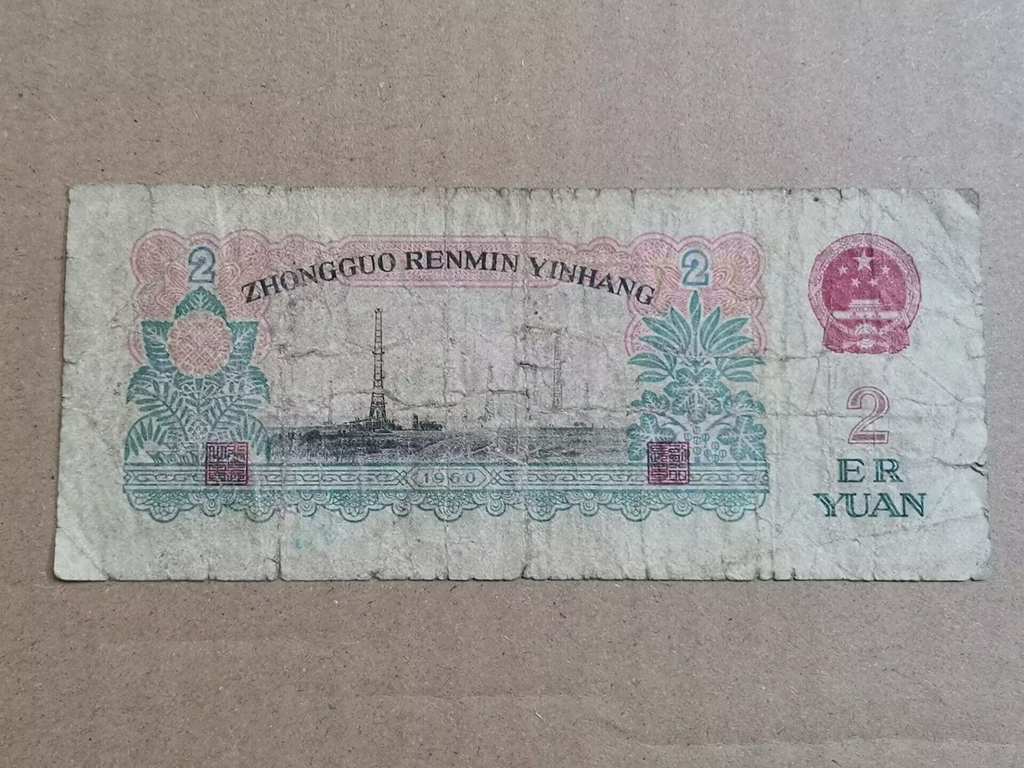 2
2
ZHONGGUO RENMIN YINHANG
1960
2
ER
YUAN